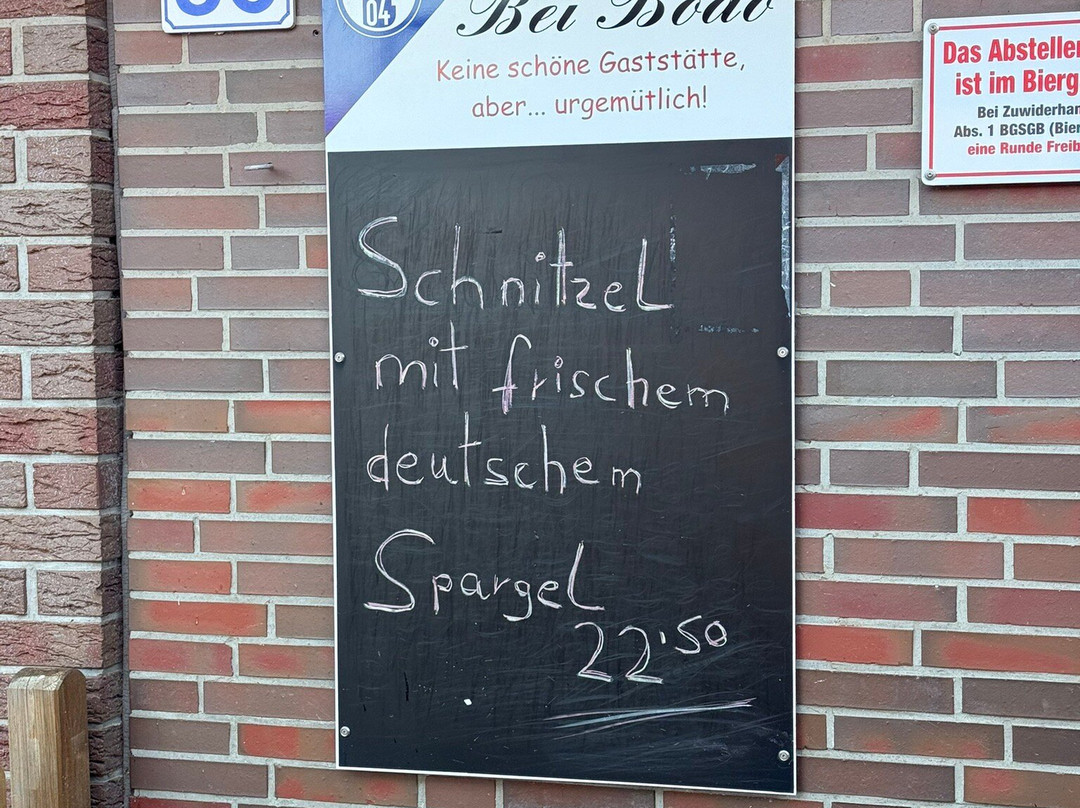 04
Bei Bodo
Keine schöne Gaststätte,
aber... urgemütlich!
Schnitzel
mit frischem
deutschem
Spargel
22,50
Das Abstellen
ist im Bierg
Bei Zuwiderhan
Abs. 1 BGSGB (Bier
eine Runde Freib